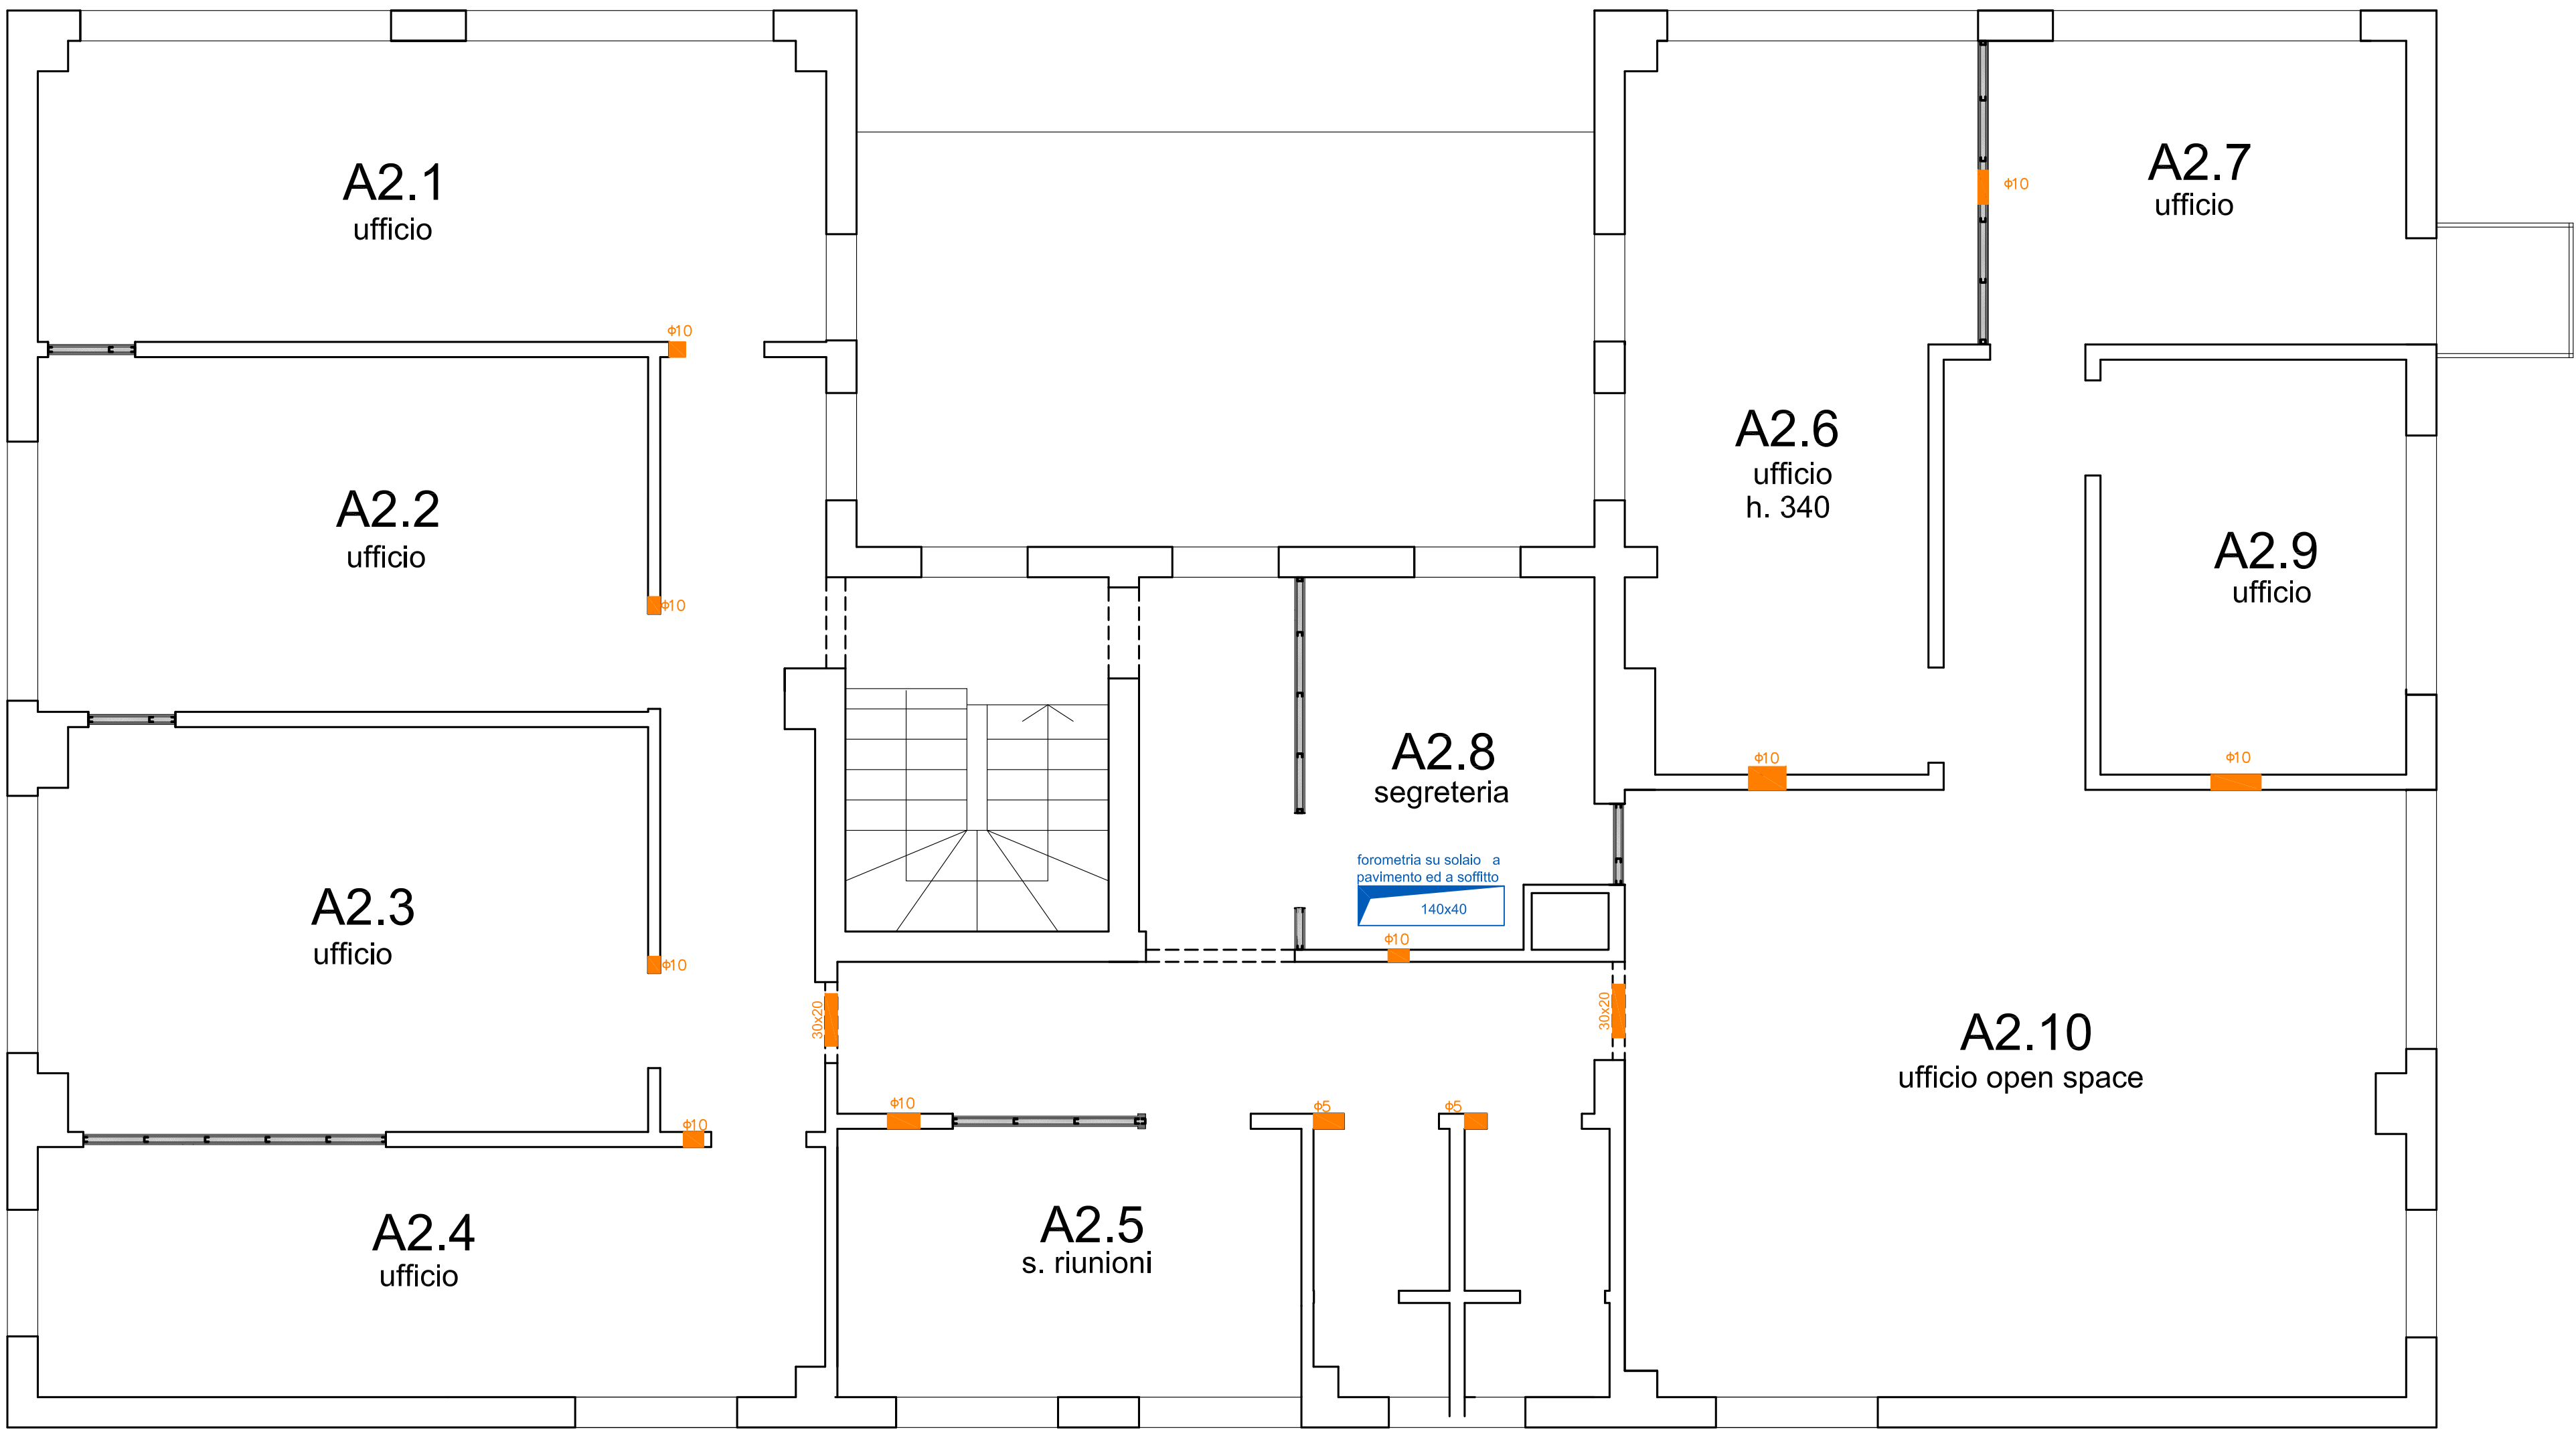 A2.1
ufficio
A2.7
ufficio
ϕ10
ϕ10
A2.6
ufficio
h. 340
A2.2
ufficio
A2.9
ufficio
ϕ10
A2.8
segreteria
ϕ10
ϕ10
forometria su solaio a
pavimento ed a soffitto
140x40
A2.3
ufficio
ϕ10
ϕ10
30x20
30x20
A2.10
ufficio open space
ϕ10
ϕ10
ϕ5
ϕ5
A2.4
ufficio
A2.5
s. riunioni